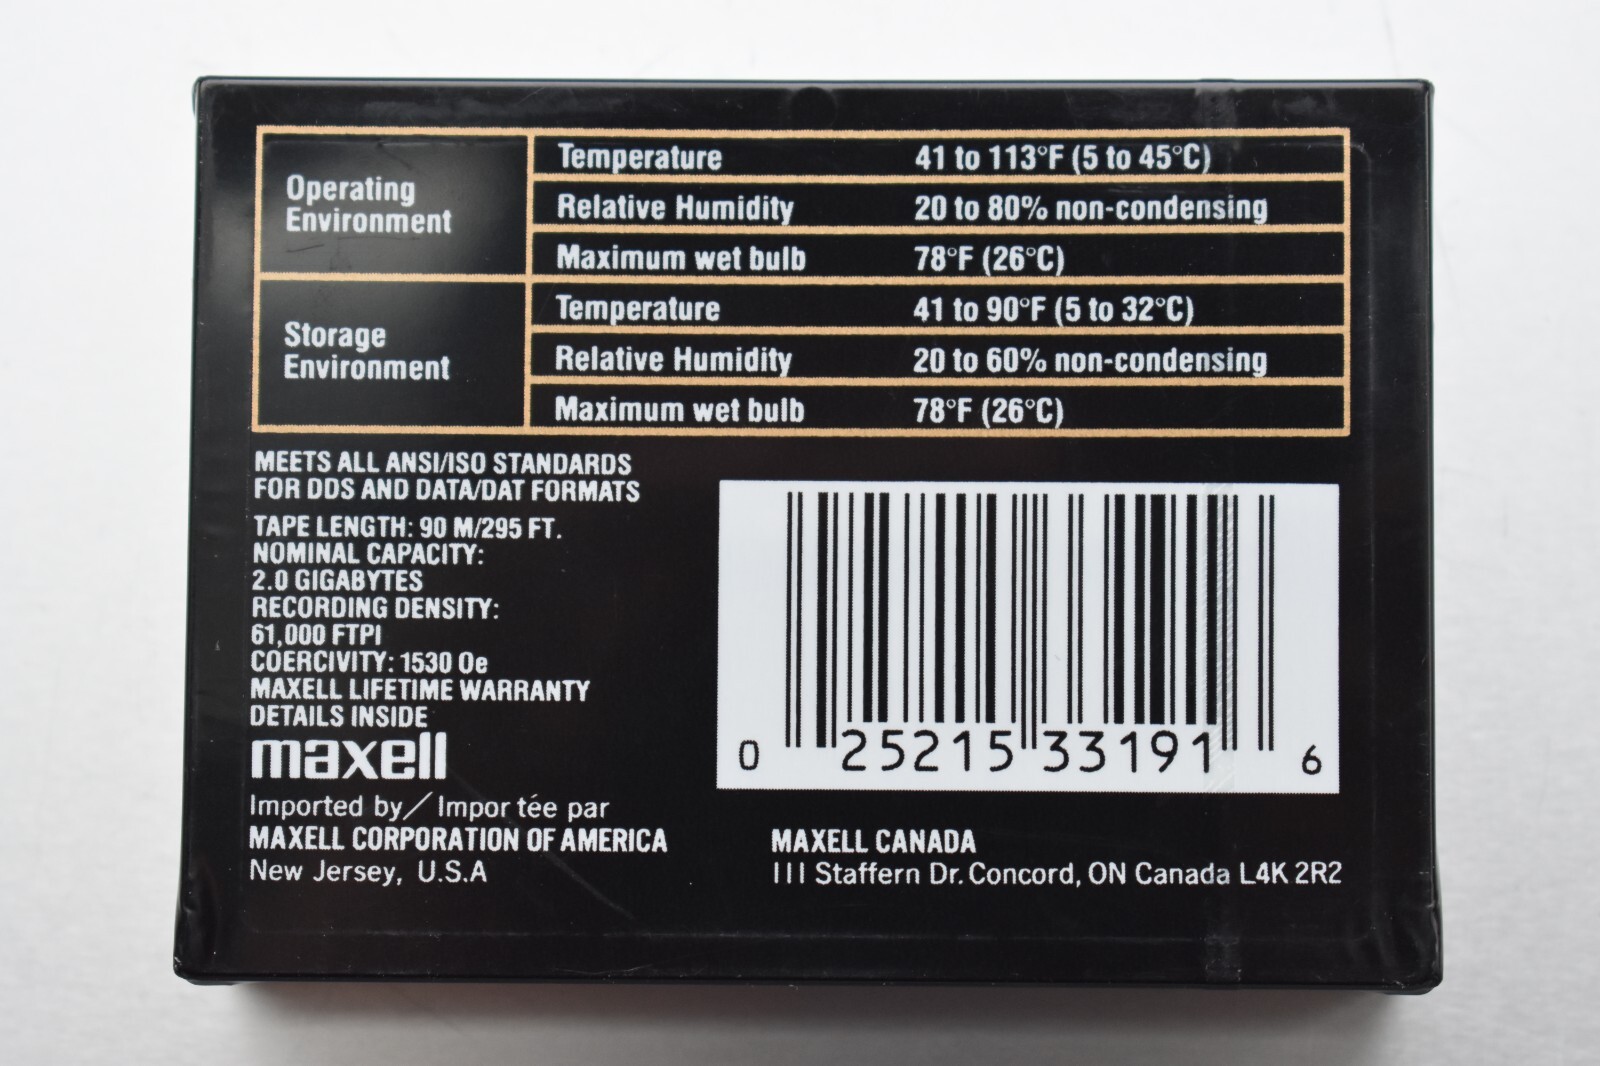 Operating
Environment
Temperature 41 to 113°F (5 to 45°C)
Relative Humidity 20 to 80% non-condensing
Maximum wet bulb 78°F (26°C)
Storage
Environment
Temperature 41 to 90°F (5 to 32°C)
Relative Humidity 20 to 60% non-condensing
Maximum wet bulb 78°F (26°C)
MEETS ALL ANSI/ISO STANDARDS
FOR DDS AND DATA/DAT FORMATS
TAPE LENGTH: 90 M/295 FT.
NOMINAL CAPACITY:
2.0 GIGABYTES
RECORDING DENSITY:
61,000 FTPI
COERCIVITY: 1530 Oe
MAXELL LIFETIME WARRANTY
DETAILS INSIDE
maxell
Imported by/Impor tée par
MAXELL CORPORATION OF AMERICA
New Jersey, U.S.A
0 25215 33191 6
MAXELL CANADA
111 Staffern Dr. Concord, ON Canada L4K 2R2